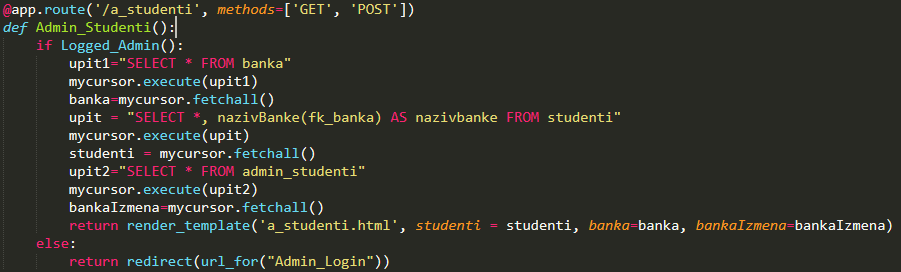 @app.route('/a_studenti', methods=['GET', 'POST'])
def Admin_Studenti():
    if Logged_Admin():
        upit1="SELECT * FROM banka"
        mycursor.execute(upit1)
        banka=mycursor.fetchall()
        upit = "SELECT *, nazivBanke(fk_banka) AS nazivbanke FROM studenti"
        mycursor.execute(upit)
        studenti = mycursor.fetchall()
        upit2="SELECT * FROM admin_studenti"
        mycursor.execute(upit2)
        bankaIzmena=mycursor.fetchall()
        return render_template('a_studenti.html', studenti = studenti, banka=banka, bankaIzmena=bankaIzmena)
    else:
        return redirect(url_for("Admin_Login"))